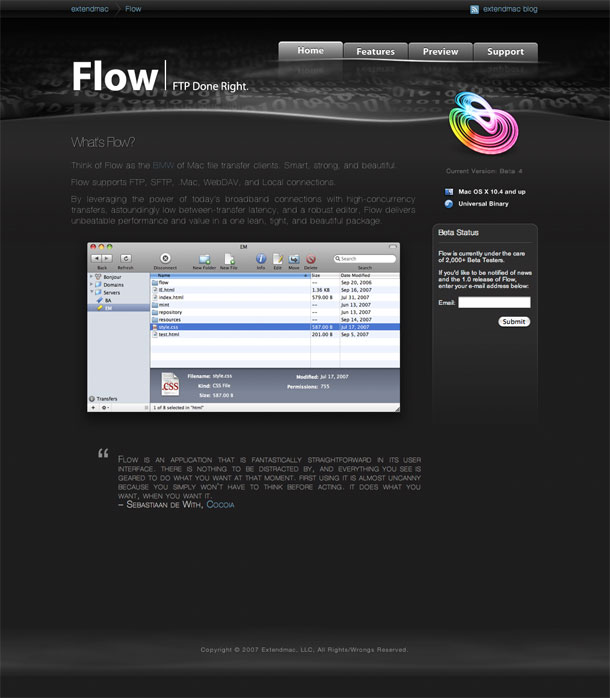 extendmac Flow
extendmac blog
Home Features Preview Support
Flow FTP Done Right.
What's Flow?
Think of Flow as the BMW of Mac file transfer clients. Smart, strong, and beautiful.
Flow supports FTP, SFTP, .Mac, WebDAV, and Local connections.
By leveraging the power of today's broadband connections with high-concurrency
transfers, astoundingly low between-transfer latency, and a robust editor, Flow delivers
unbeatable performance and value in a one lean, tight, and beautiful package.
Current Version: Beta 4
Mac OS X 10.4 and up
Universal Binary
Beta Status
Flow is currently under the care
of 2,000+ Beta Testers.
If you'd like to be notified of news
and the 1.0 release of Flow,
enter your e-mail address below:
Email:
Submit
EM
Back Refresh Disconnect New Folder New File Info Edit Move Delete Search
Search
Bonjour
Domains
Servers
BA
EM
Transfers
Name Size Date Modified
flow -- Sep 20, 2006
1.36 KB Sep 16, 2007
index.html 579.00 B Jul 31, 2007
mint -- Jun 13, 2007
repository -- Jun 13, 2007
resources -- Sep 14, 2007
style.css 587.00 B Jul 17, 2007
test.html 201.00 B Sep 5, 2007
.CSS
Filename: style.css Modified: Jul 17, 2007
Kind: CSS File Permissions: 755
Size: 587.00 B
1 of 8 selected in "html"
“ Flow is an application that is fantastically straightforward in its user
interface. there is nothing to be distracted by, and everything you see is
geared to do what you want at that moment. first using it is almost uncanny
because you simply won't have to think before acting. it does what you
want, when you want it.
– Sebastiaan de With, Cocoia
Copyright © 2007 Extendmac, LLC, All Rights/Wrongs Reserved.